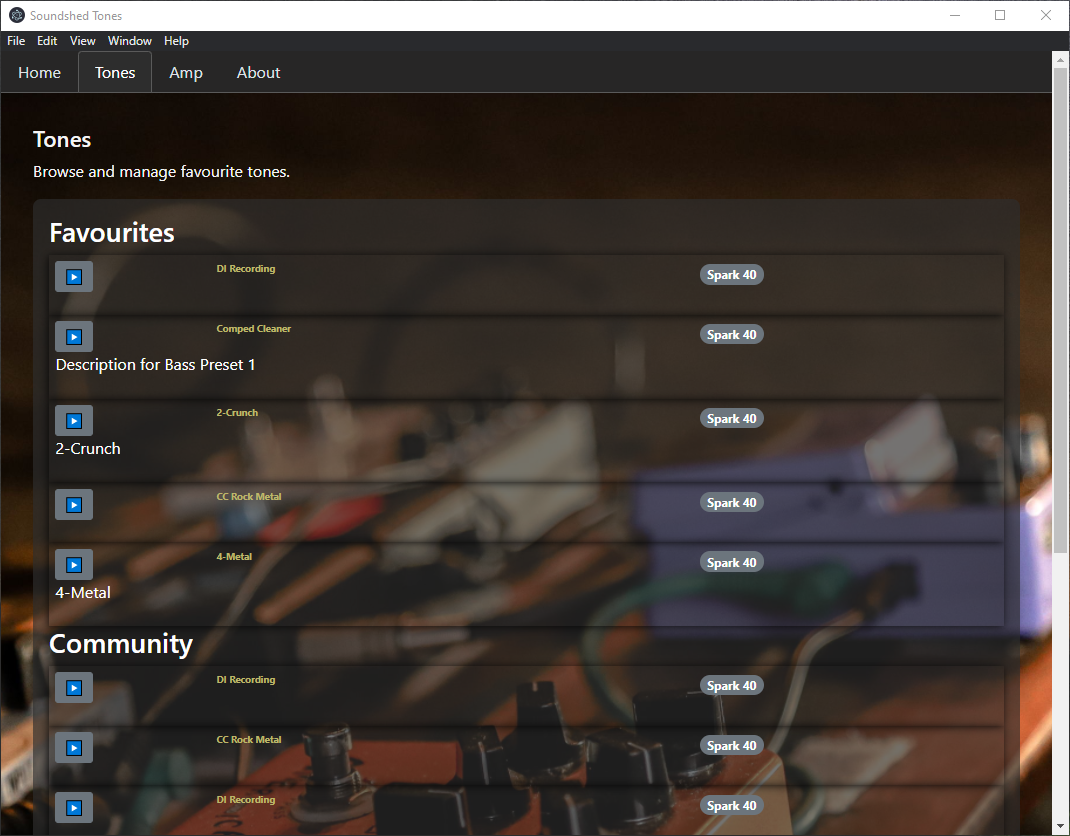 Soundshed Tones
File Edit View Window Help
Home Tones Amp About
Tones
Browse and manage favourite tones.
Favourites
DI Recording Spark 40
Comped Cleaner Spark 40
Description for Bass Preset 1
2-Crunch Spark 40
2-Crunch
CC Rock Metal Spark 40
4-Metal Spark 40
4-Metal
Community
DI Recording Spark 40
CC Rock Metal Spark 40
DI Recording Spark 40